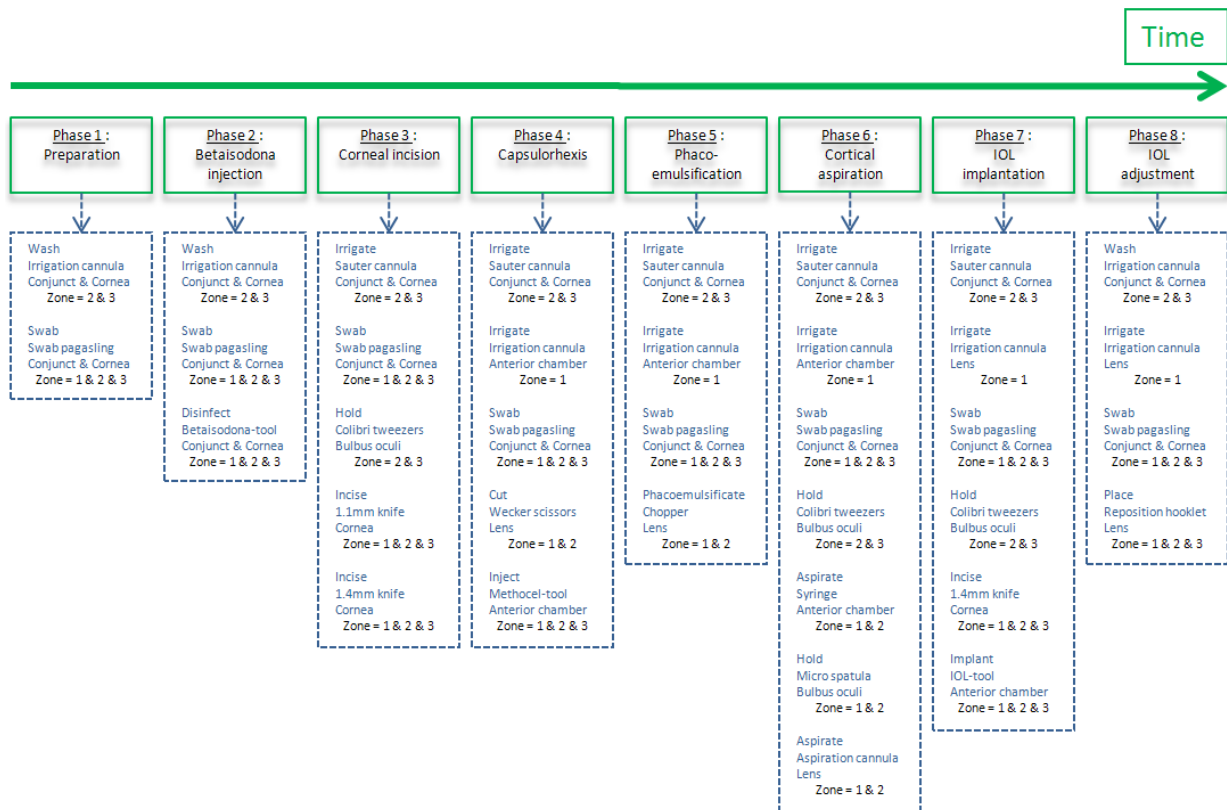 Time
Phase 1 :
Preparation
Phase 2 :
Betaisodona
injection
Phase 3 :
Corneal incision
Phase 4 :
Capsulorhexis
Phase 5 :
Phaco-
emulsification
Phase 6 :
Cortical
aspiration
Phase 7 :
IOL
implantation
Phase 8 :
IOL
adjustment
Wash
Irrigation cannula
Conjunct & Cornea
Zone = 2 & 3
Swab
Swab pagasling
Conjunct & Cornea
Zone = 1 & 2 & 3
Wash
Irrigation cannula
Conjunct & Cornea
Zone = 2 & 3
Swab
Swab pagasling
Conjunct & Cornea
Zone = 1 & 2 & 3
Disinfect
Betaisodona-tool
Conjunct & Cornea
Zone = 1 & 2 & 3
Irrigate
Sauter cannula
Conjunct & Cornea
Zone = 2 & 3
Swab
Swab pagasling
Conjunct & Cornea
Zone = 1 & 2 & 3
Hold
Colibri tweezers
Bulbus oculi
Zone = 2 & 3
Incise
1.1mm knife
Cornea
Zone = 1 & 2 & 3
Incise
1.4mm knife
Cornea
Zone = 1 & 2 & 3
Irrigate
Sauter cannula
Conjunct & Cornea
Zone = 2 & 3
Irrigate
Irrigation cannula
Anterior chamber
Zone = 1
Swab
Swab pagasling
Conjunct & Cornea
Zone = 1 & 2 & 3
Cut
Wecker scissors
Lens
Zone = 1 & 2
Inject
Methocel-tool
Anterior chamber
Zone = 1 & 2 & 3
Irrigate
Sauter cannula
Conjunct & Cornea
Zone = 2 & 3
Irrigate
Irrigation cannula
Anterior chamber
Zone = 1
Swab
Swab pagasling
Conjunct & Cornea
Zone = 1 & 2 & 3
Phacoemulsificate
Chopper
Lens
Zone = 1 & 2
Irrigate
Sauter cannula
Conjunct & Cornea
Zone = 2 & 3
Irrigate
Irrigation cannula
Anterior chamber
Zone = 1
Swab
Swab pagasling
Conjunct & Cornea
Zone = 1 & 2 & 3
Hold
Colibri tweezers
Bulbus oculi
Zone = 2 & 3
Aspirate
Syringe
Anterior chamber
Zone = 1 & 2
Hold
Micro spatula
Bulbus oculi
Zone = 1 & 2
Aspirate
Aspiration cannula
Lens
Zone = 1 & 2
Irrigate
Sauter cannula
Conjunct & Cornea
Zone = 2 & 3
Irrigate
Irrigation cannula
Lens
Zone = 1
Swab
Swab pagasling
Conjunct & Cornea
Zone = 1 & 2 & 3
Hold
Colibri tweezers
Bulbus oculi
Zone = 2 & 3
Incise
1.4mm knife
Cornea
Zone = 1 & 2 & 3
Implant
IOL-tool
Anterior chamber
Zone = 1 & 2 & 3
Wash
Irrigation cannula
Conjunct & Cornea
Zone = 2 & 3
Irrigate
Irrigation cannula
Lens
Zone = 1
Swab
Swab pagasling
Conjunct & Cornea
Zone = 1 & 2 & 3
Place
Reposition hooklet
Lens
Zone = 1 & 2 & 3